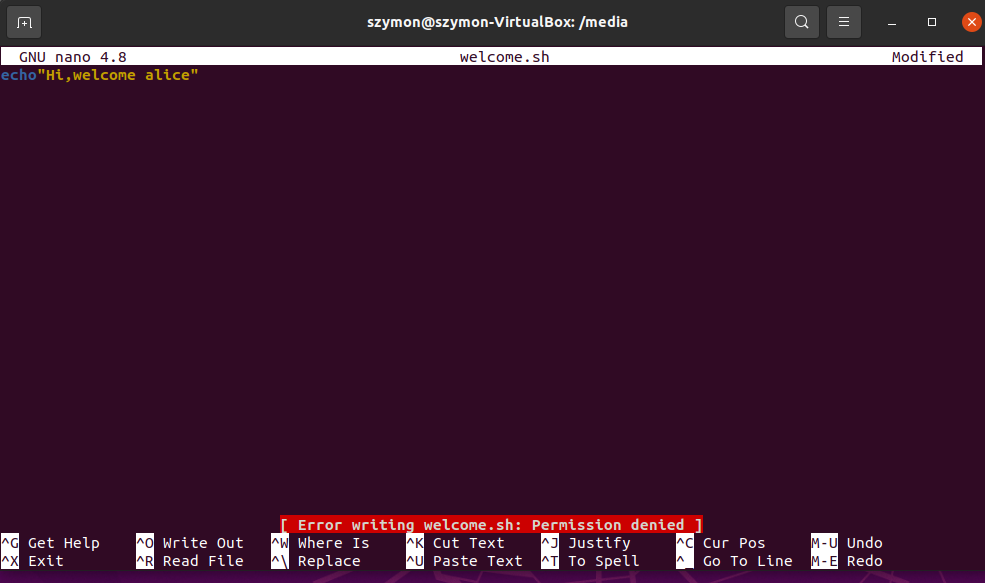 szymon@szymon-VirtualBox: /media
GNU nano 4.8 welcome.sh Modified
echo"Hi,welcome alice"
[ Error writing welcome.sh: Permission denied ]
^G Get Help ^O Write Out ^W Where Is ^K Cut Text ^J Justify ^C Cur Pos M-U Undo
^X Exit ^R Read File ^\ Replace ^U Paste Text ^T To Spell ^_ Go To Line M-E Redo